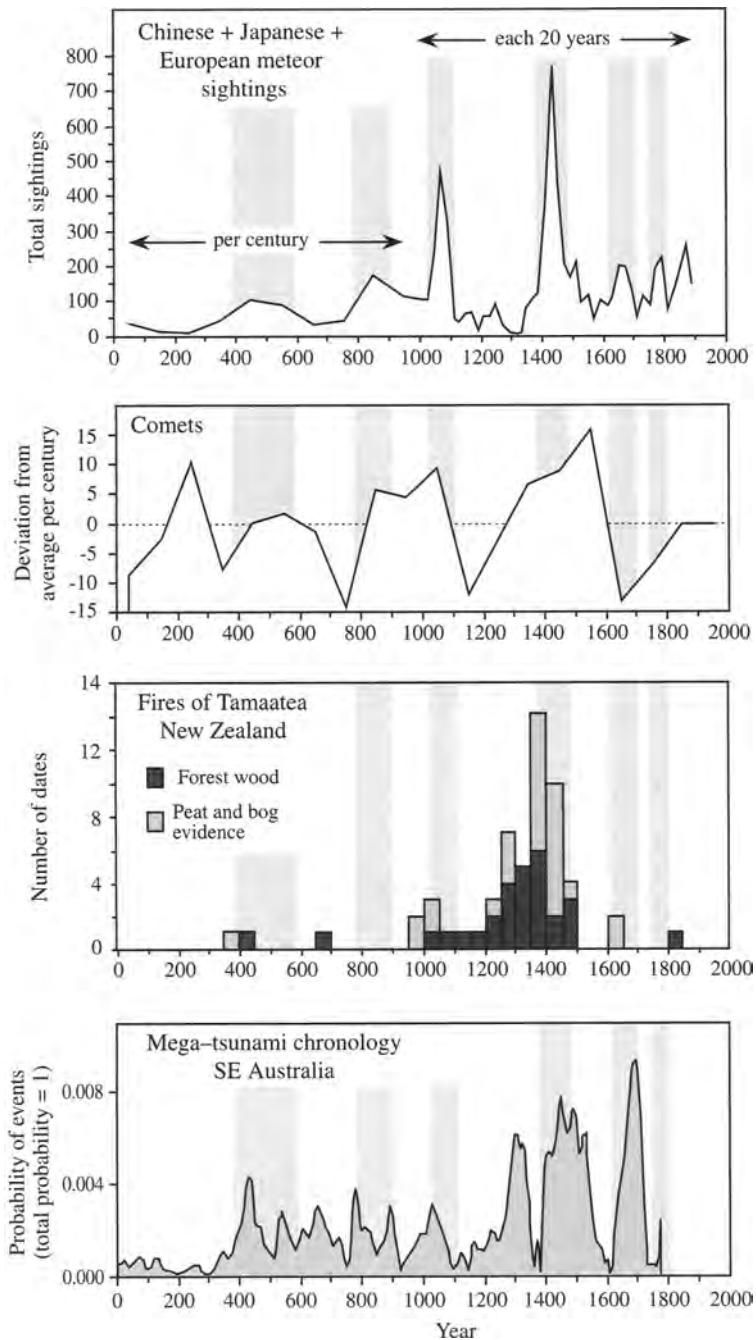 Chinese + Japanese +
European meteor
sightings
each 20 years
per century
Total sightings
800
700
600
500
400
300
200
100
0
0 200 400 600 800 1000 1200 1400 1600 1800 2000
Comets
Deviation from
average per century
15
10
5
0
-5
-10
-15
0 200 400 600 800 1000 1200 1400 1600 1800 2000
Fires of Tamaatea
New Zealand
Forest wood
Peat and bog
evidence
Number of dates
14
12
8
4
0
0 200 400 600 800 1000 1200 1400 1600 1800 2000
Mega–tsunami chronology
SE Australia
Probability of events
(total probability = 1)
0.008
0.004
0.000
0 200 400 600 800 1000 1200 1400 1600 1800 2000
Year